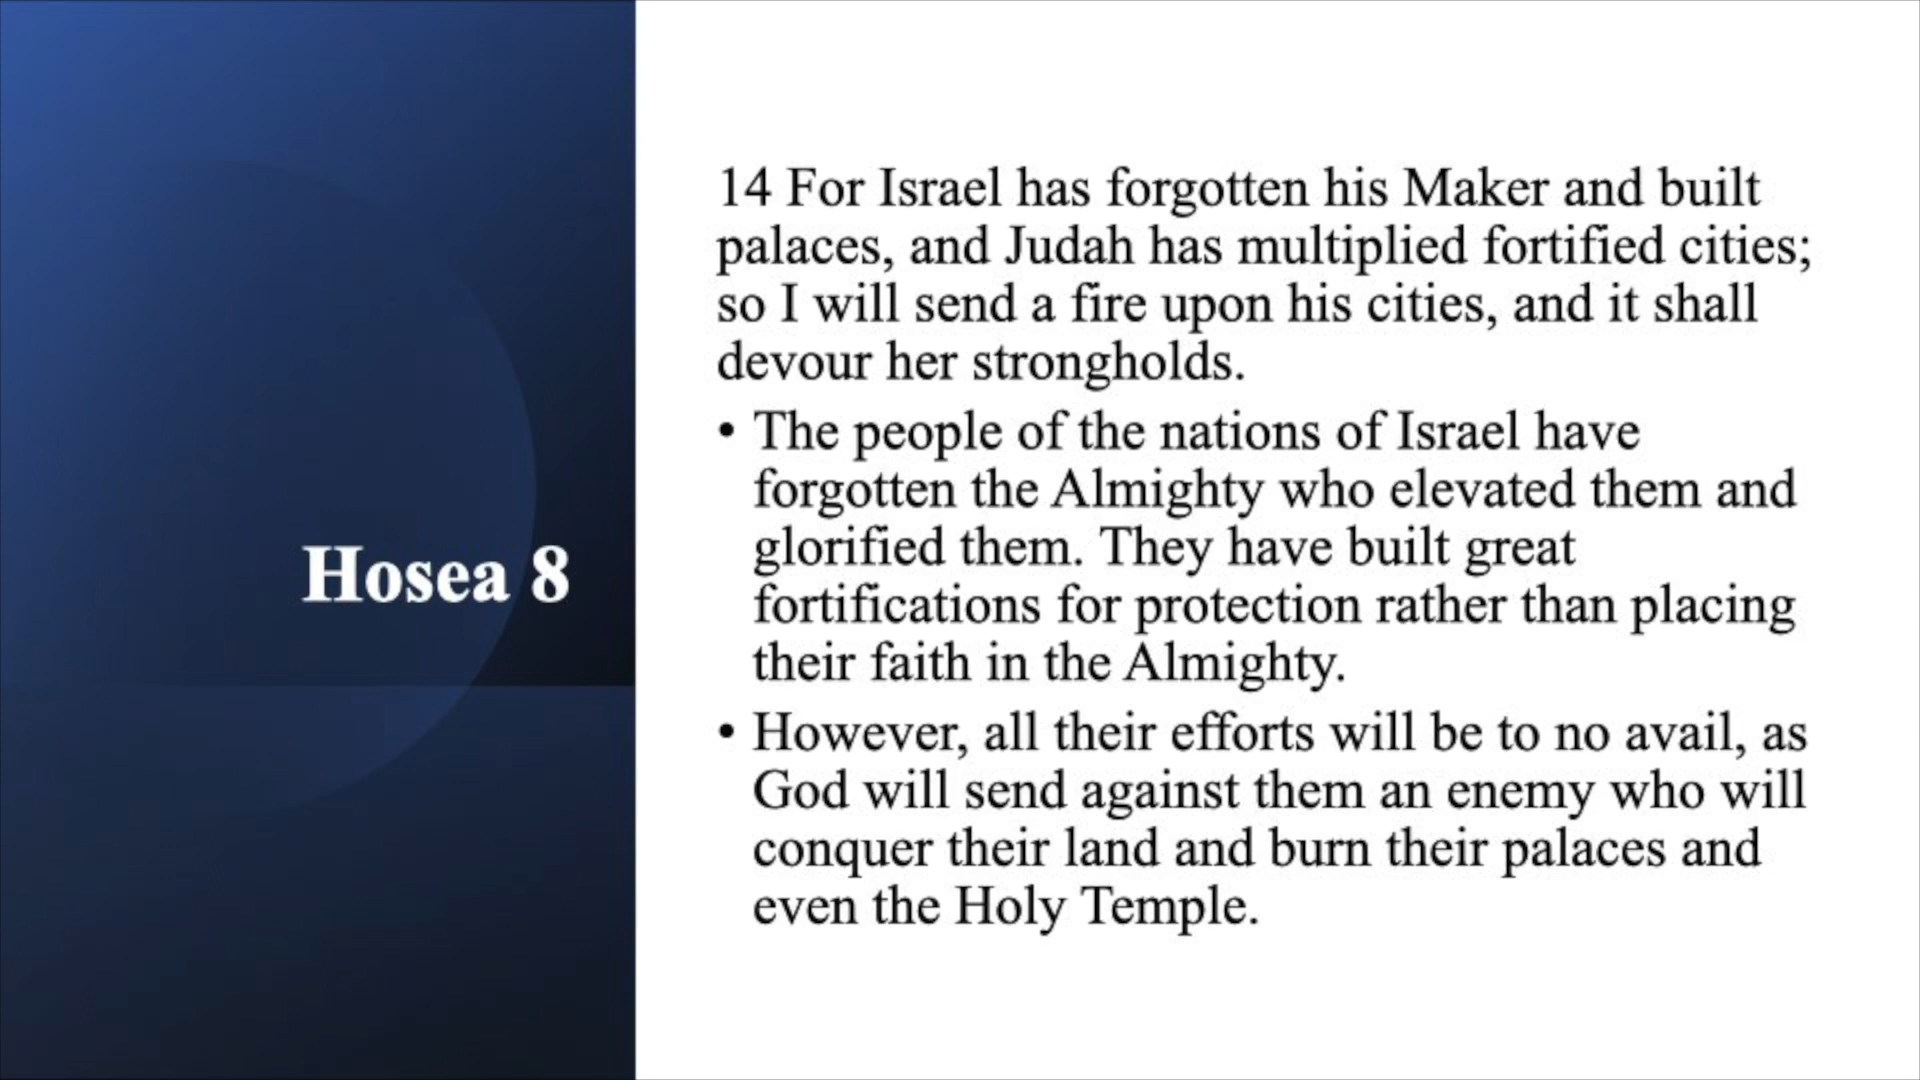 Hosea 8
14 For Israel has forgotten his Maker and built
palaces, and Judah has multiplied fortified cities;
so I will send a fire upon his cities, and it shall
devour her strongholds.
• The people of the nations of Israel have
forgotten the Almighty who elevated them and
glorified them. They have built great
fortifications for protection rather than placing
their faith in the Almighty.
• However, all their efforts will be to no avail, as
God will send against them an enemy who will
conquer their land and burn their palaces and
even the Holy Temple.